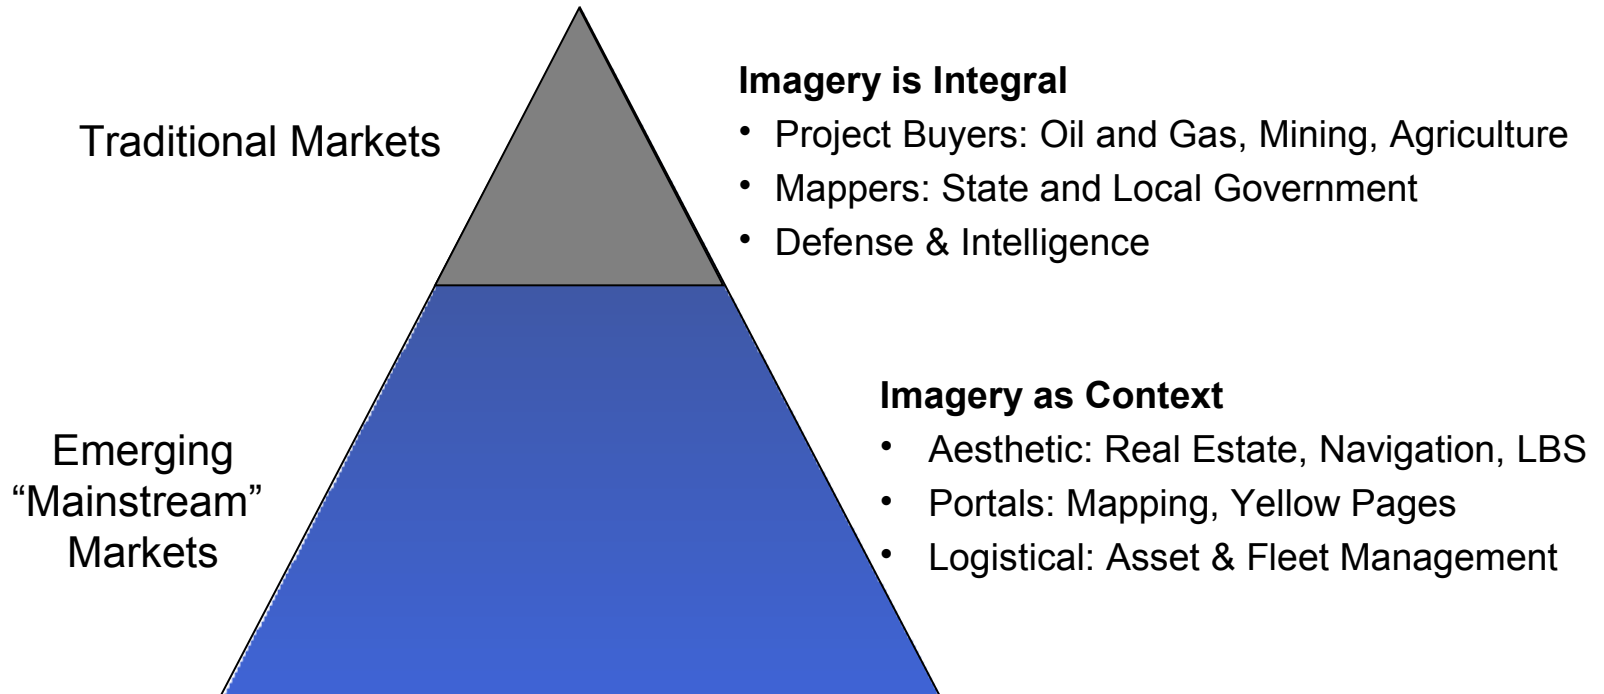 Traditional Markets
Imagery is Integral
• Project Buyers: Oil and Gas, Mining, Agriculture
• Mappers: State and Local Government
• Defense & Intelligence
Emerging
“Mainstream”
Markets
Imagery as Context
• Aesthetic: Real Estate, Navigation, LBS
• Portals: Mapping, Yellow Pages
• Logistical: Asset & Fleet Management